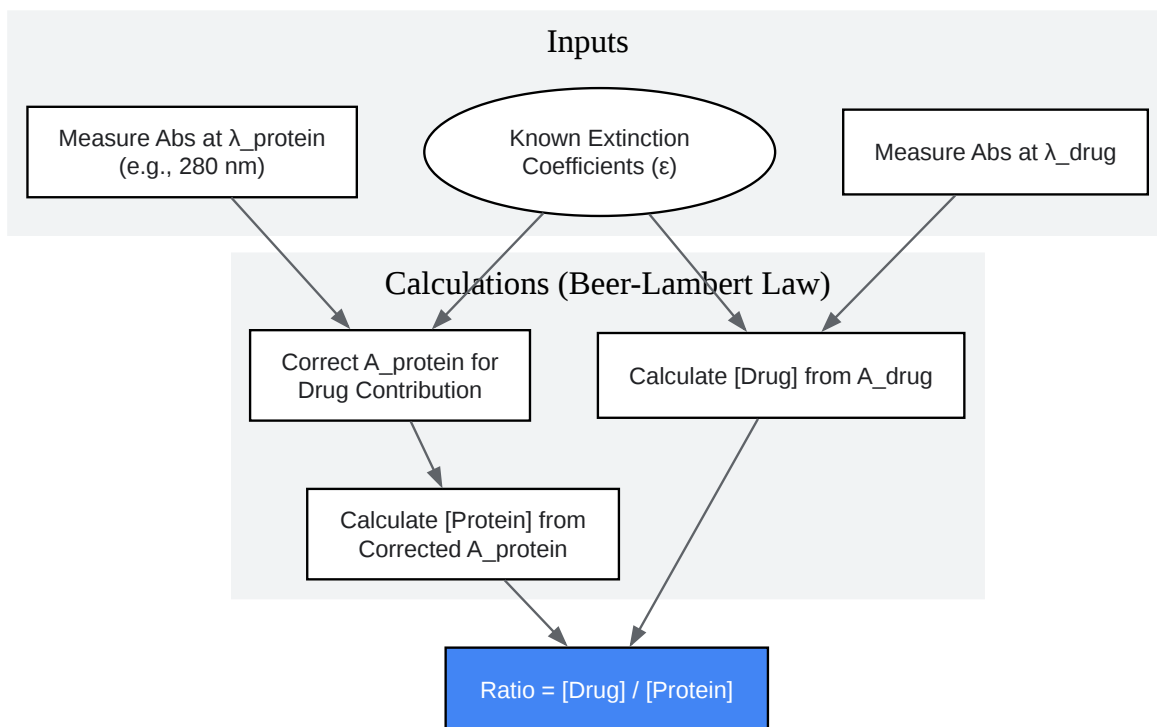 Inputs
Measure Abs at λ_protein
(e.g., 280 nm)
Known Extinction
Coefficients (ε)
Measure Abs at λ_drug
Calculations (Beer-Lambert Law)
Correct A_protein for
Drug Contribution
Calculate [Drug] from A_drug
Calculate [Protein] from
Corrected A_protein
Ratio = [Drug] / [Protein]